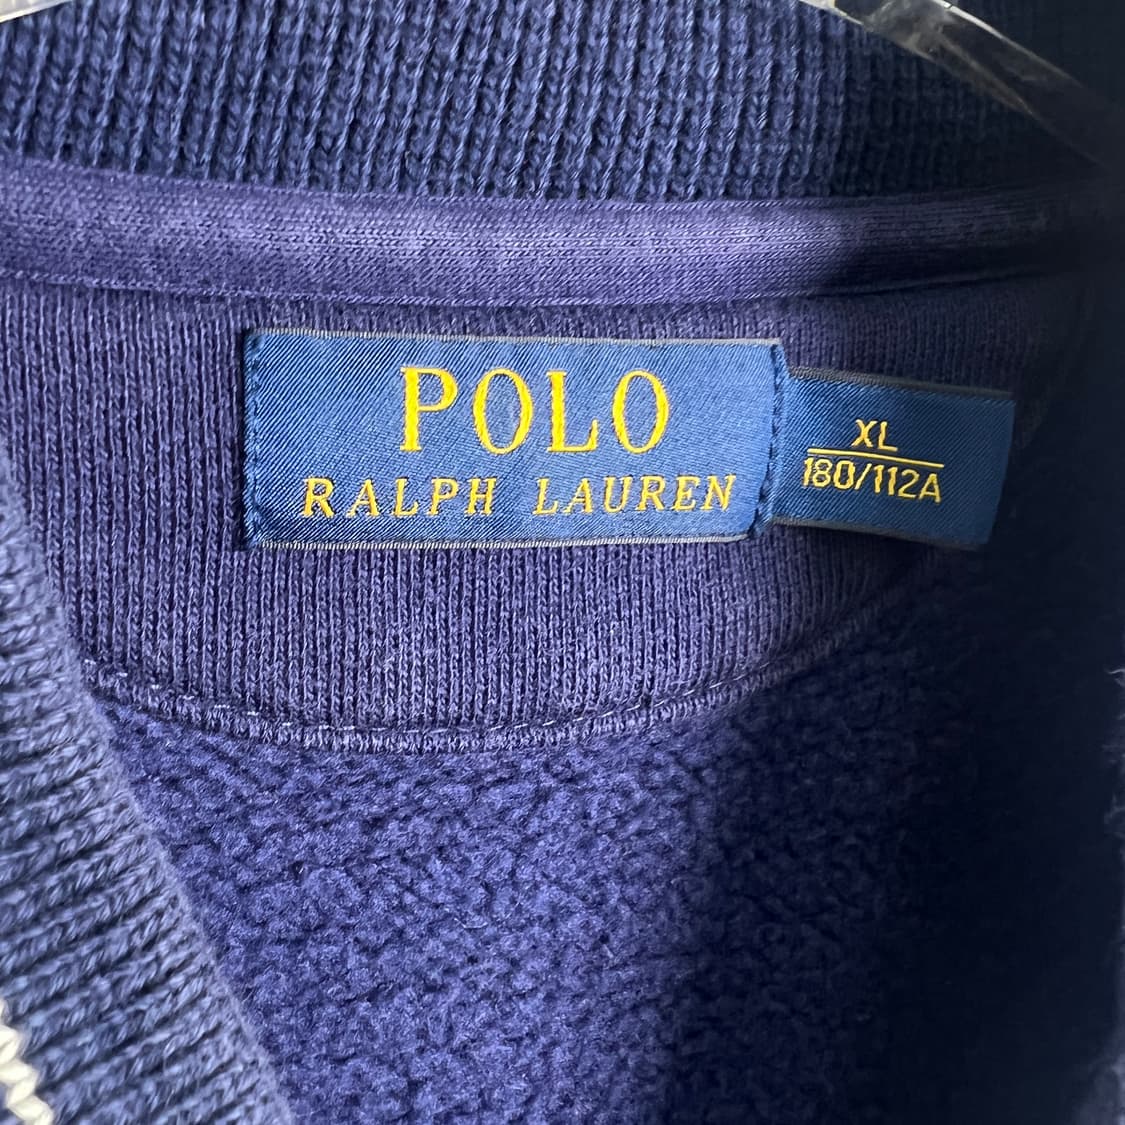 POLO
RALPH LAUREN
XL
180/112A